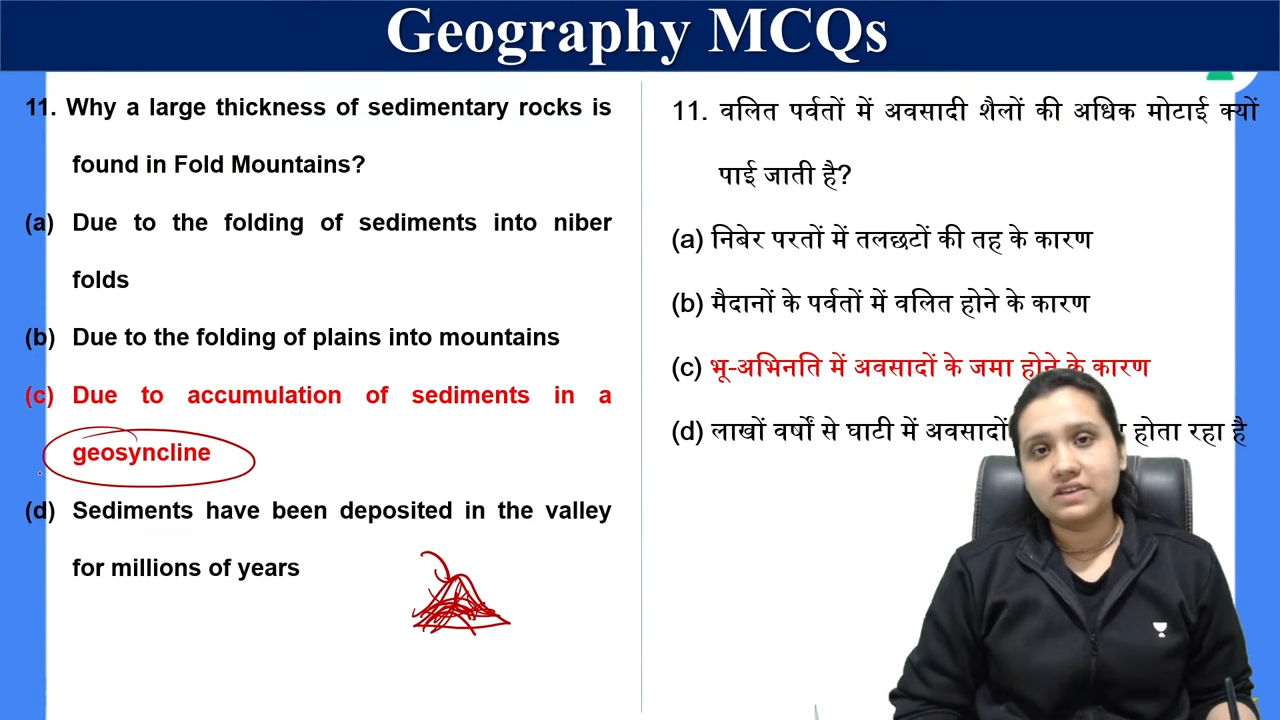 Geography MCQs
11. Why a large thickness of sedimentary rocks is
found in Fold Mountains?
(a) Due to the folding of sediments into niber
folds
(b) Due to the folding of plains into mountains
(c) Due to accumulation of sediments in a
geosyncline
(d) Sediments have been deposited in the valley
for millions of years
11. वलित पर्वतों में अवसादी शैलों की अधिक मोटाई क्यों
पाई जाती है?
(a) निबेर परतों में तलछटों की तह के कारण
(b) मैदानों के पर्वतों में वलित होने के कारण
(c) भू-अभिनति में अवसादों के जमा होने के कारण
(d) लाखों वर्षों से घाटी में अवसादों होता रहा है